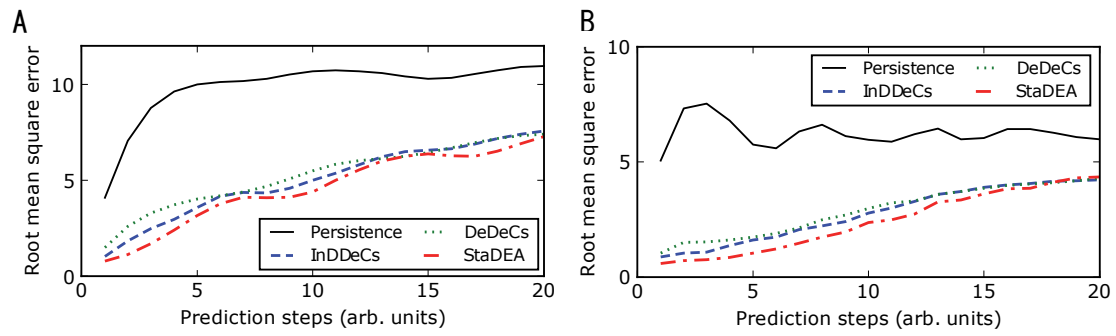 A
Root mean square error
10
5
0
Persistence
InDDeCs
DeDeCs
StaDEA
5
10
15
20
Prediction steps (arb. units)
B
Root mean square error
10
5
0
Persistence
InDDeCs
DeDeCs
StaDEA
5
10
15
20
Prediction steps (arb. units)